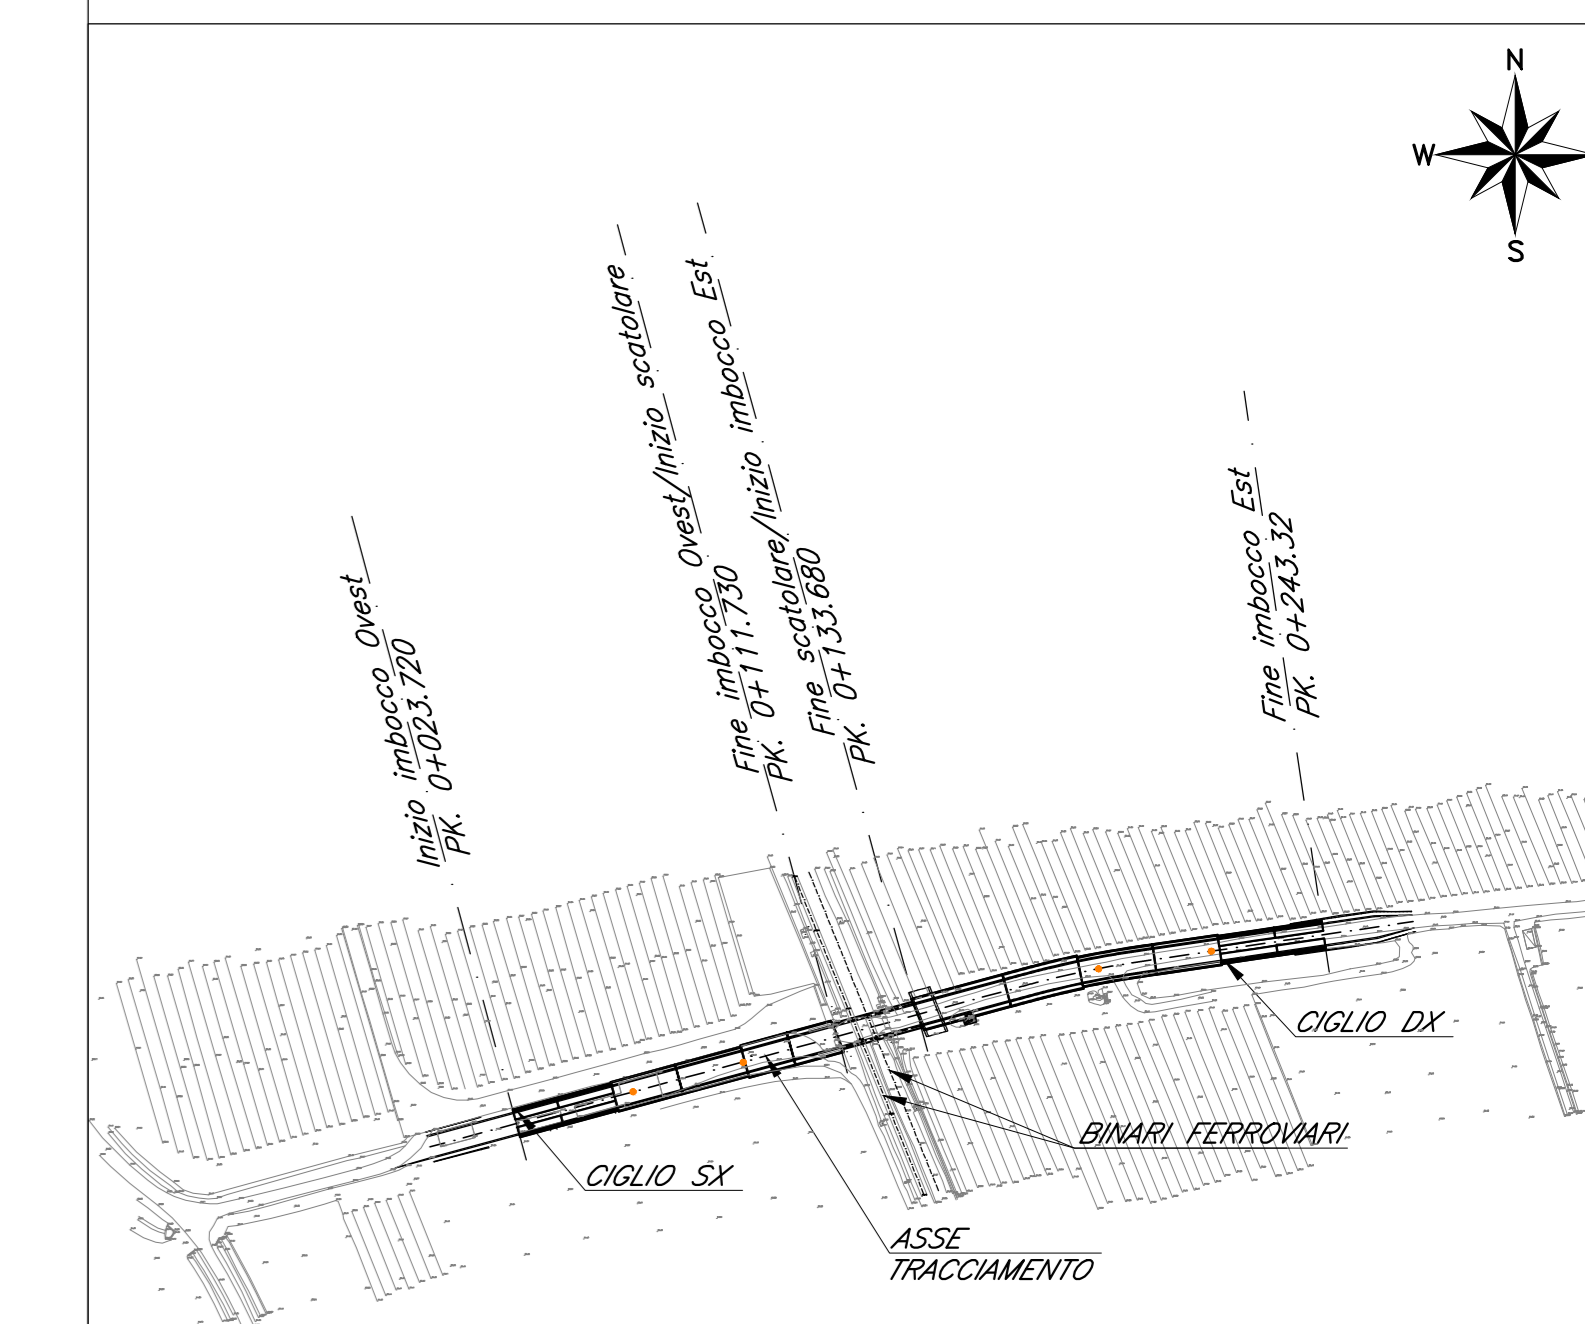 N
W
S
Inizio imbocco Ovest
PK. 0+023.720
Fine imbocco Ovest/Inizio scatolare
PK. 0+111.730
Fine scatolare/Inizio imbocco Est
PK. 0+133.680
Fine imbocco Est
PK. 0+243.32
CIGLIO DX
BINARI FERROVIARI
CIGLIO SX
ASSE
TRACCIAMENTO